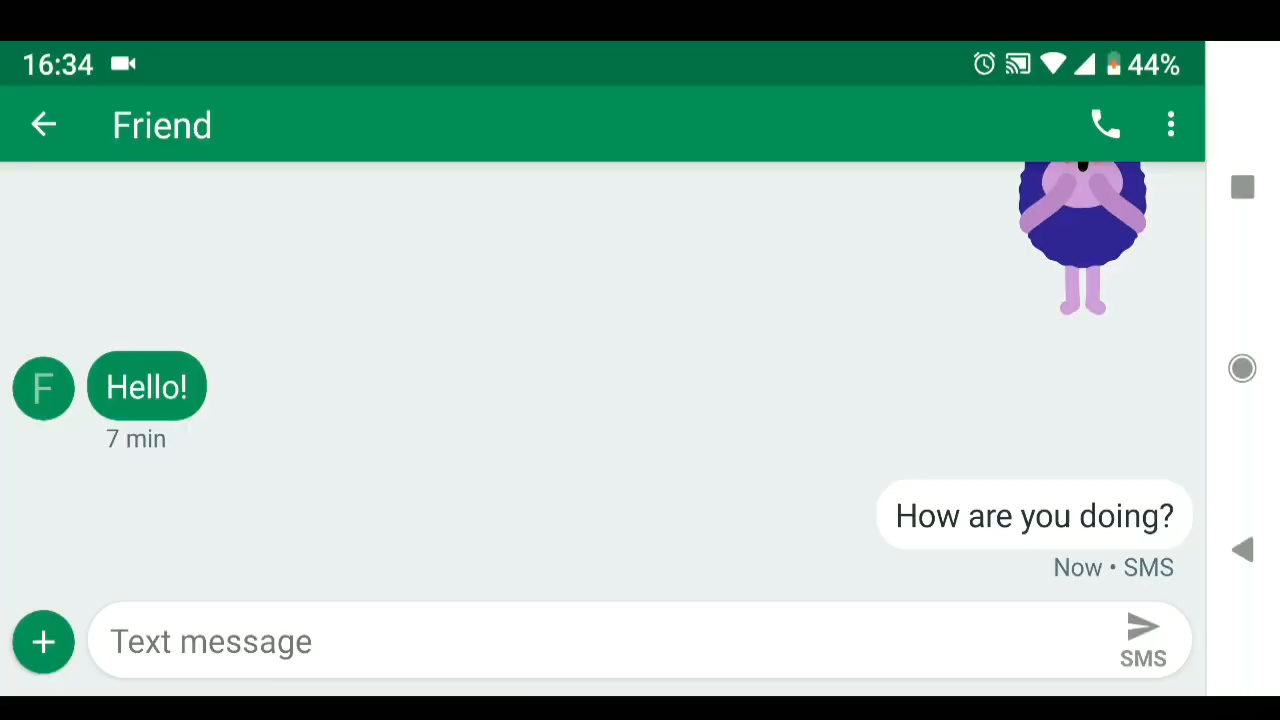 16:34
44%
Friend
F
Hello!
7 min
How are you doing?
Now • SMS
Text message
SMS